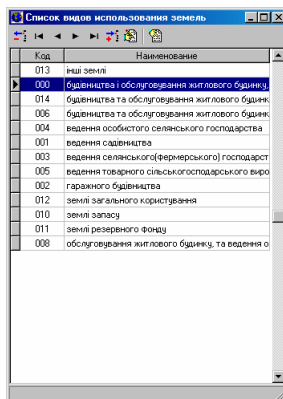 Список видов использования земель
Код Наименование
013 інші землі
000 будівництва і обслуговування житлового будинку,
014 будівництва та обслуговування житлового будинк
006 будівництва та обслуговування житлового будинк
004 ведення особистого селянського господарства
001 ведення садівництва
003 ведення селянського(фермерського) господарст
005 ведення товарного сільськогосподарського виро
002 гаражного будівництва
012 землі загального користування
010 землі запасу
011 землі резервного фонду
008 обслуговування житлового будинку, та ведення о